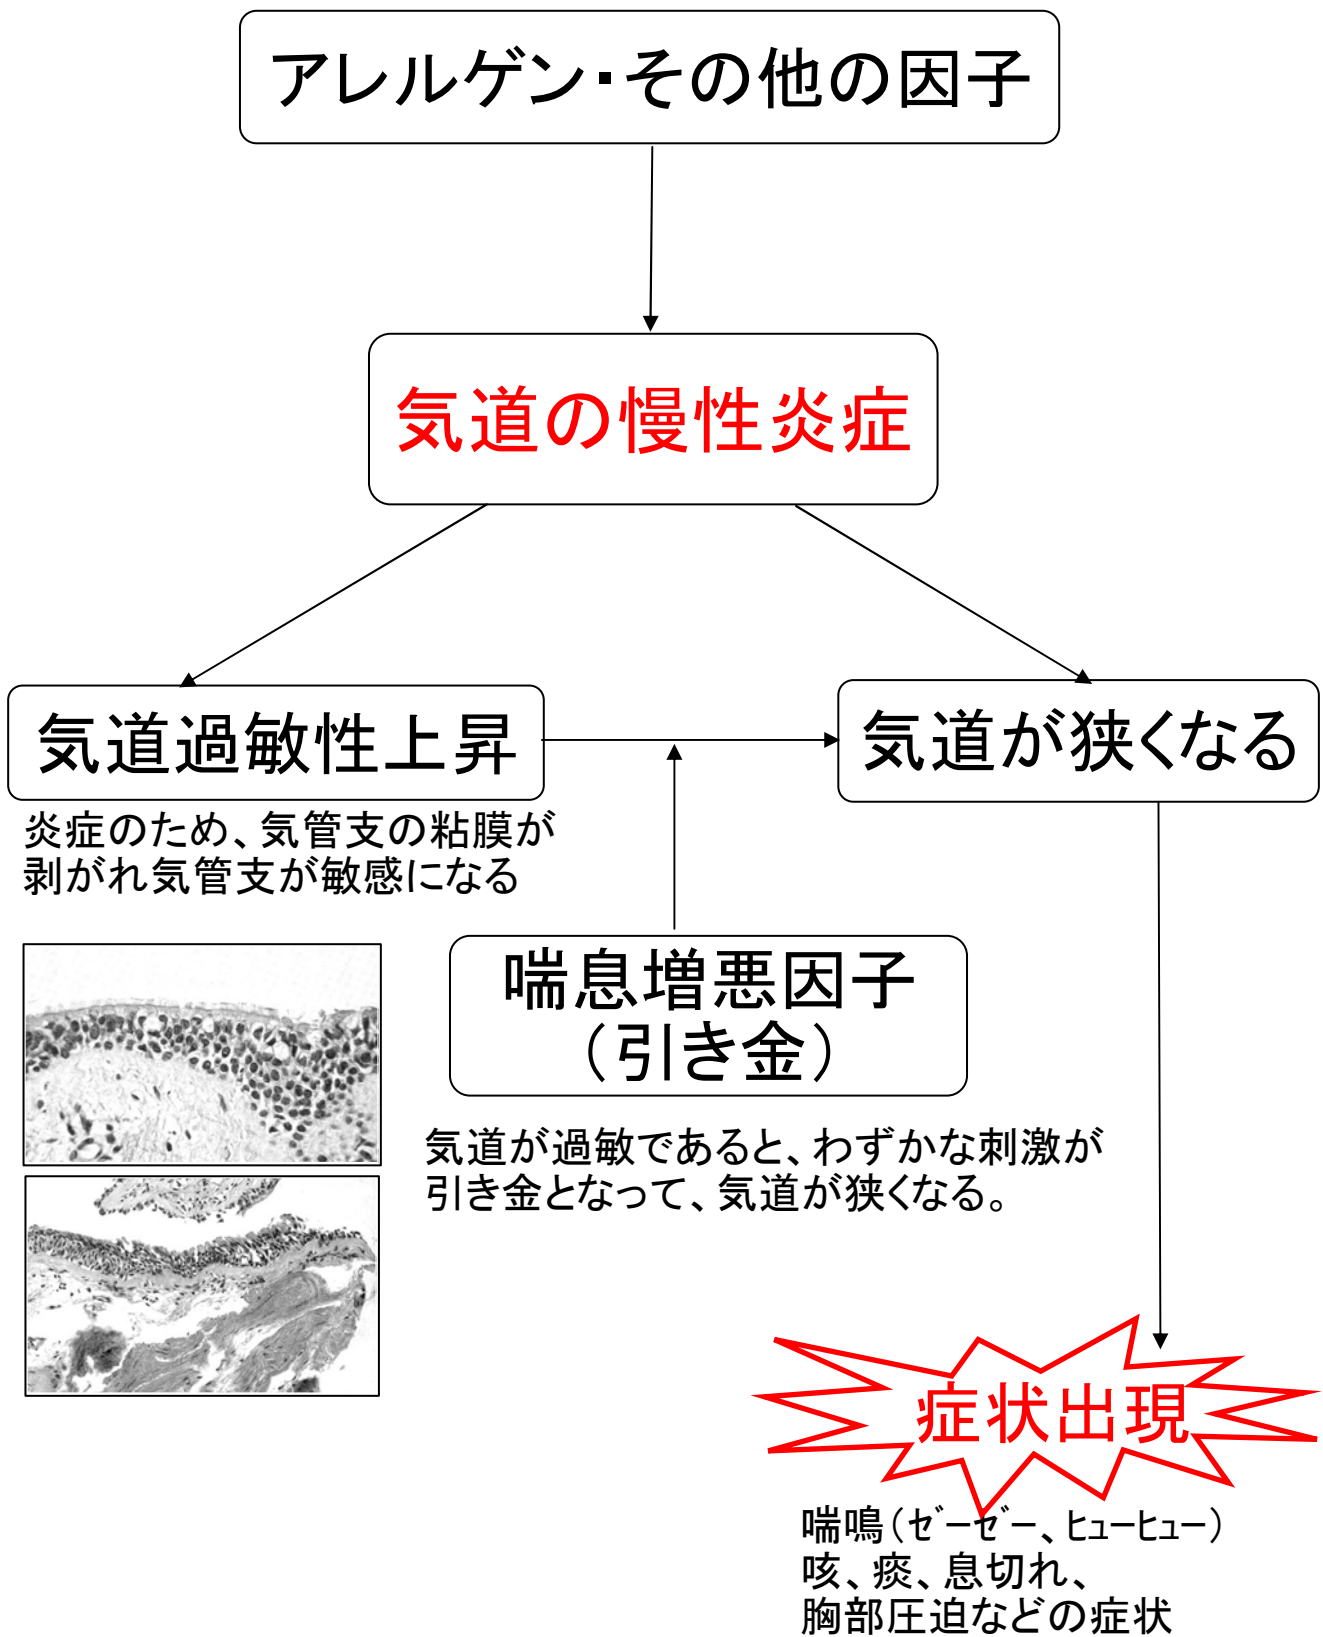 アレルゲン・その他の因子
気道の慢性炎症
気道過敏性上昇
気道が狭くなる
炎症のため、気管支の粘膜が
剥がれ気管支が敏感になる
喘息増悪因子
（引き金）
気道が過敏であると、わずかな刺激が
引き金となって、気道が狭くなる。
症状出現
喘鳴（ｾﾞｰｾﾞｰ、ﾋｭｰﾋｭｰ）
咳、痰、息切れ、
胸部圧迫などの症状